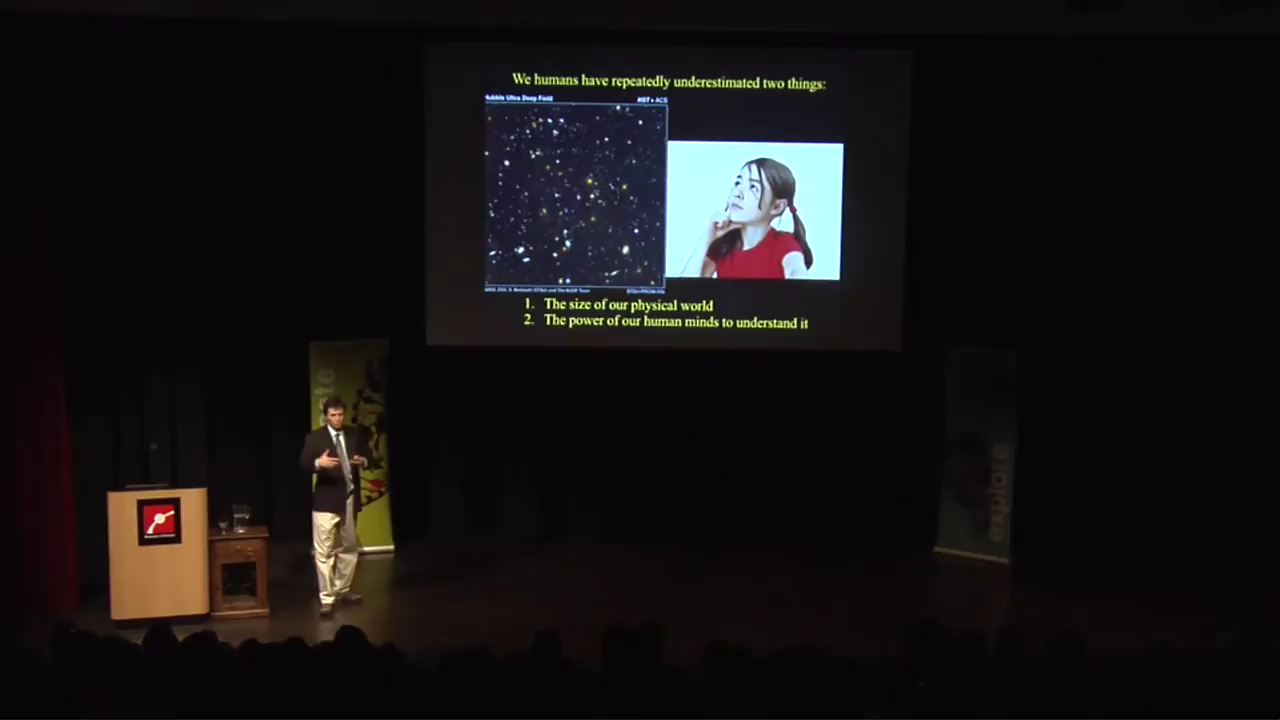 We humans have repeatedly underestimated two things:
Hubble Ultra Deep Field
HST • ACS
1. The size of our physical world
2. The power of our human minds to understand it
explore